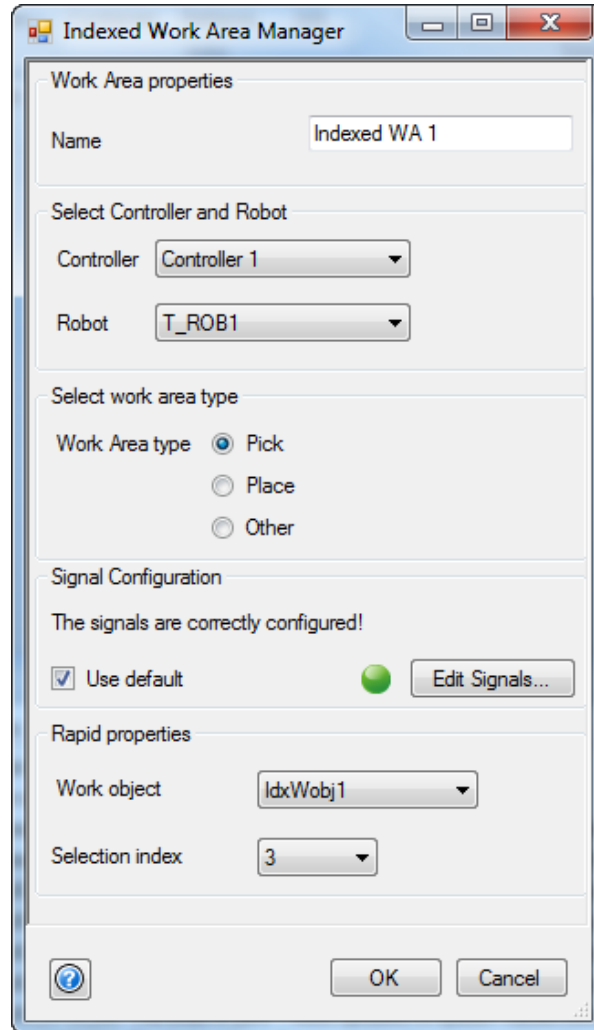 Indexed Work Area Manager
Work Area properties
Name Indexed WA 1
Select Controller and Robot
Controller Controller 1
Robot T_ROB1
Select work area type
Work Area type Pick
Place
Other
Signal Configuration
The signals are correctly configured!
Use default Edit Signals...
Rapid properties
Work object IdxWobj1
Selection index 3
OK Cancel